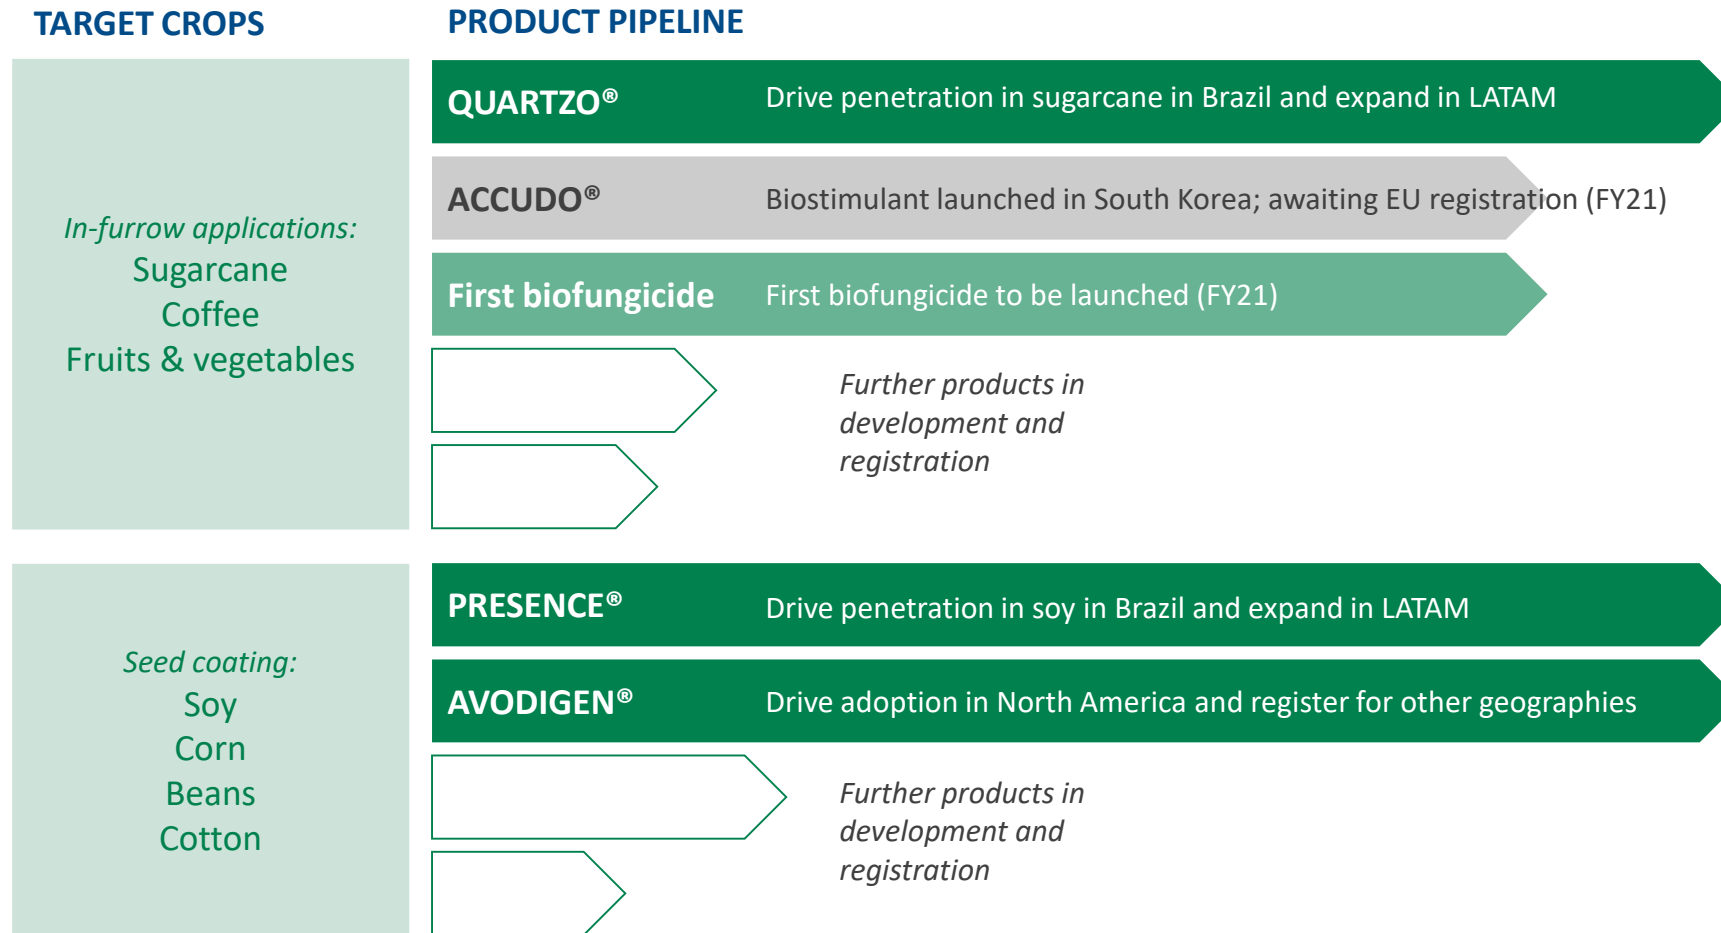 TARGET CROPS
PRODUCT PIPELINE
In-furrow applications:
Sugarcane
Coffee
Fruits & vegetables
QUARTZO®
Drive penetration in sugarcane in Brazil and expand in LATAM
ACCUDO®
Biostimulant launched in South Korea; awaiting EU registration (FY21)
First biofungicide
First biofungicide to be launched (FY21)
Further products in
development and
registration
Seed coating:
Soy
Corn
Beans
Cotton
PRESENCE®
Drive penetration in soy in Brazil and expand in LATAM
AVODIGEN®
Drive adoption in North America and register for other geographies
Further products in
development and
registration